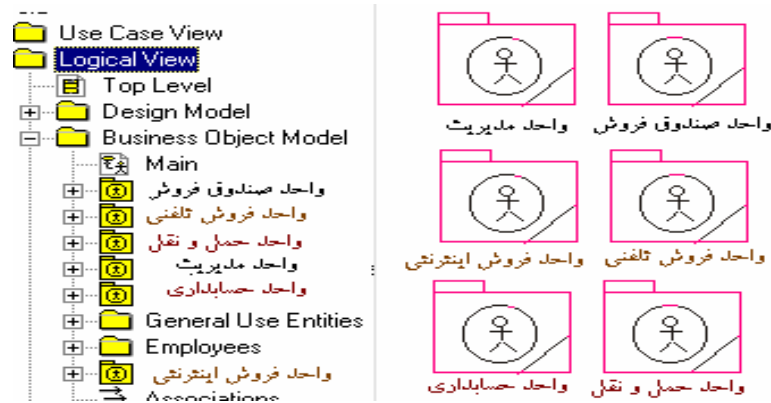 Use Case View
Logical View
Top Level
Design Model
Business Object Model
Main
واحد صندوق فروش
واحد فروش تلفنی
واحد حمل و نقل
واحد مدیریت
واحد حسابداری
General Use Entities
Employees
واحد فروش اینترنتی
Associations
واحد صندوق فروش
واحد مدیریت
واحد فروش تلفنی
واحد فروش اینترنتی
واحد حمل و نقل
واحد حسابداری